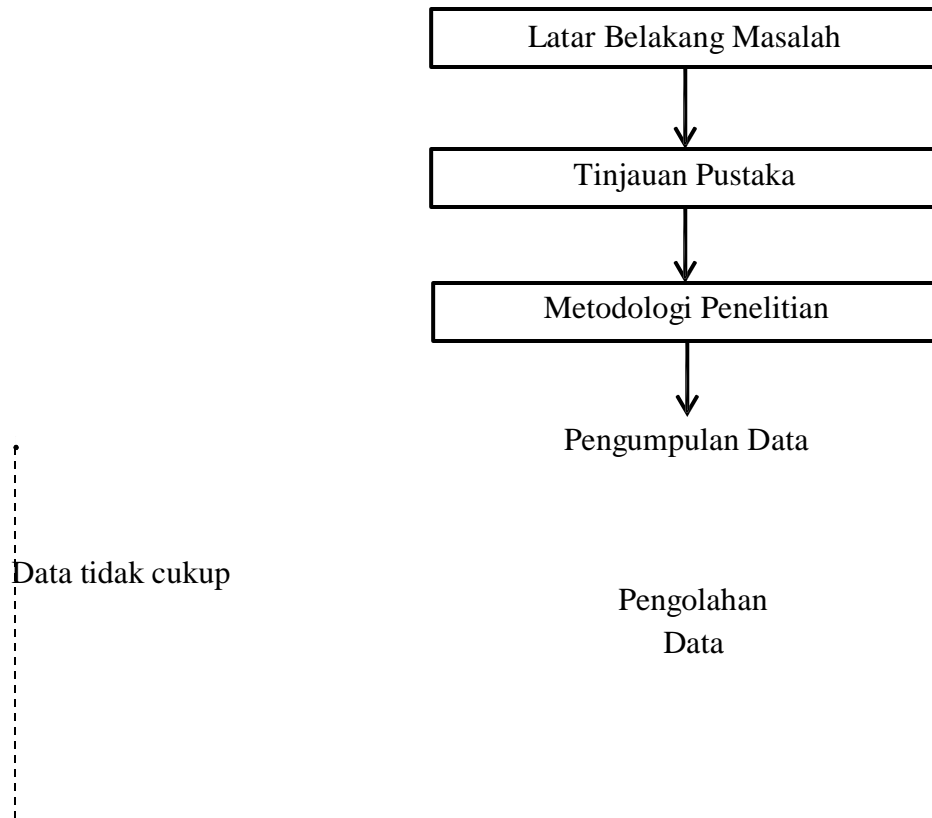 Latar Belakang Masalah
Tinjauan Pustaka
Metodologi Penelitian
Pengumpulan Data
Data tidak cukup
Pengolahan
Data